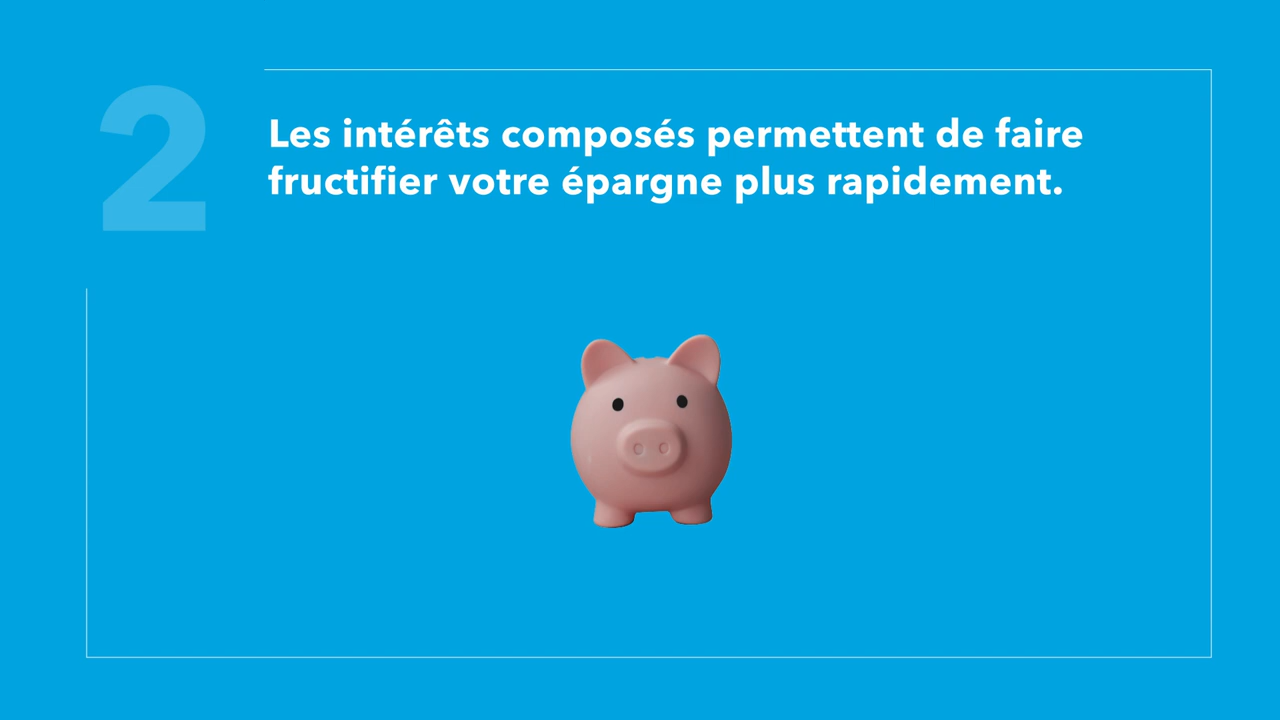 2
Les intérêts composés permettent de faire
fructifier votre épargne plus rapidement.